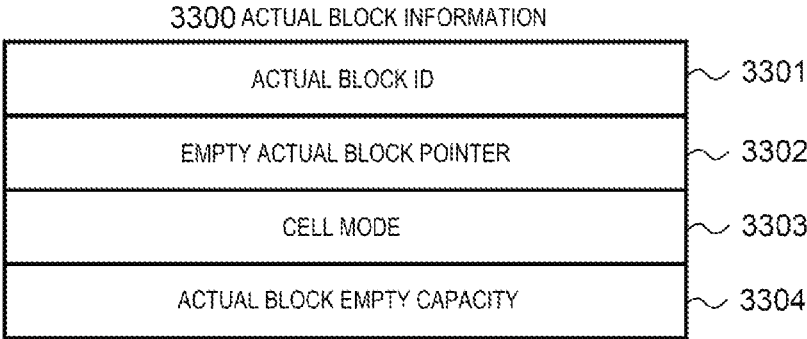 3300 ACTUAL BLOCK INFORMATION
ACTUAL BLOCK ID 3301
EMPTY ACTUAL BLOCK POINTER 3302
CELL MODE 3303
ACTUAL BLOCK EMPTY CAPACITY 3304